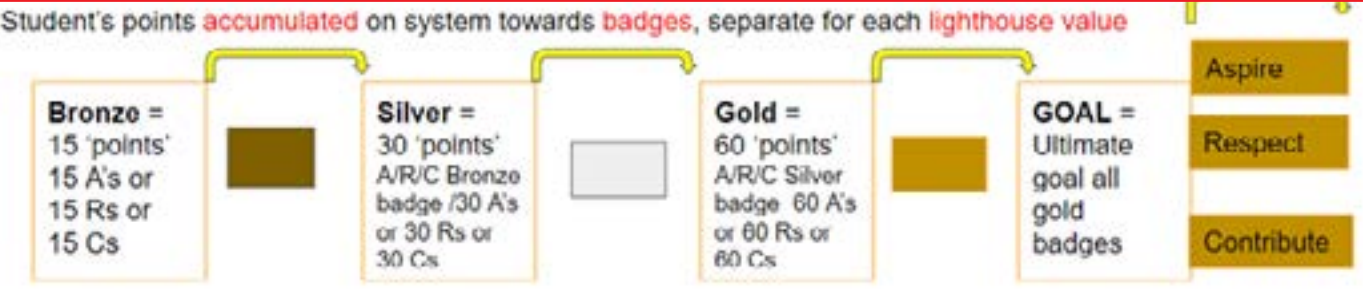 Student's points accumulated on system towards badges, separate for each lighthouse value
Bronze =
15 'points'
15 A's or
15 Rs or
15 Cs
Silver =
30 'points'
A/R/C Bronze
badge /30 A's
or 30 Rs or
30 Cs
Gold =
60 'points'
A/R/C Silver
badge 60 A's
or 60 Rs or
60 Cs
GOAL =
Ultimate
goal all
gold
badges
Aspire
Respect
Contribute